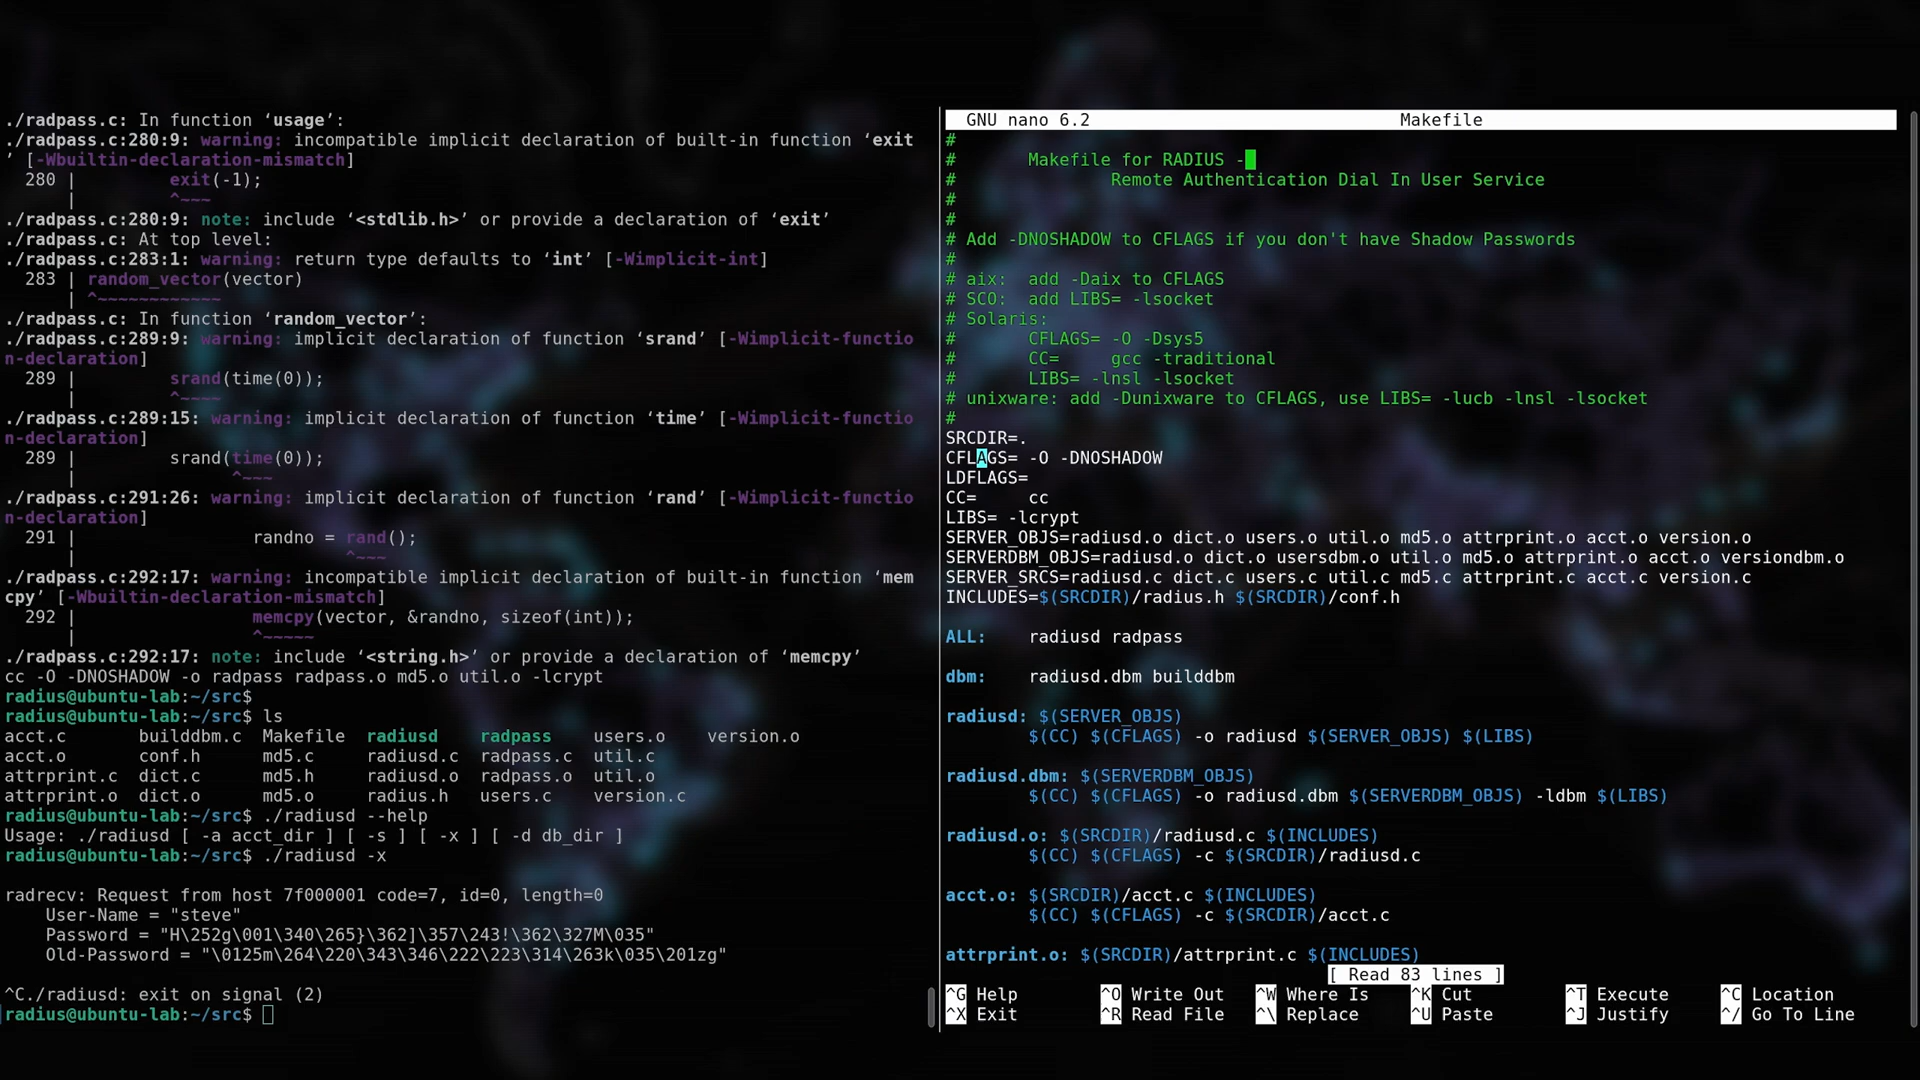 ./radpass.c: In function ‘usage’:
./radpass.c:280:9: warning: incompatible implicit declaration of built-in function ‘exit
’ [-Wbuiltin-declaration-mismatch]
  280 |         exit(-1);
      |         ^~~~
./radpass.c:280:9: note: include ‘<stdlib.h>’ or provide a declaration of ‘exit’
./radpass.c: At top level:
./radpass.c:283:1: warning: return type defaults to ‘int’ [-Wimplicit-int]
  283 | random_vector(vector)
      | ^~~~~~~~~~~~~
./radpass.c: In function ‘random_vector’:
./radpass.c:289:9: warning: implicit declaration of function ‘srand’ [-Wimplicit-functio
n-declaration]
  289 |         srand(time(0));
      |         ^~~~~
./radpass.c:289:15: warning: implicit declaration of function ‘time’ [-Wimplicit-functio
n-declaration]
  289 |         srand(time(0));
      |               ^~~~
./radpass.c:291:26: warning: implicit declaration of function ‘rand’ [-Wimplicit-functio
n-declaration]
  291 |                 randno = rand();
      |                          ^~~~
./radpass.c:292:17: warning: incompatible implicit declaration of built-in function ‘mem
cpy’ [-Wbuiltin-declaration-mismatch]
  292 |                 memcpy(vector, &randno, sizeof(int));
      |                 ^~~~~~
./radpass.c:292:17: note: include ‘<string.h>’ or provide a declaration of ‘memcpy’
cc -O -DNOSHADOW -o radpass radpass.o md5.o util.o -lcrypt
radius@ubuntu-lab:~/src$
radius@ubuntu-lab:~/src$ ls
acct.c       builddbm.c  Makefile  radiusd    radpass    users.o    version.o
acct.o       conf.h      md5.c     radiusd.c  radpass.c  util.c
attrprint.c  dict.c      md5.h     radiusd.o  radpass.o  util.o
attrprint.o  dict.o      md5.o     radius.h   users.c    version.c
radius@ubuntu-lab:~/src$ ./radiusd --help
Usage: ./radiusd [ -a acct_dir ] [ -s ] [ -x ] [ -d db_dir ]
radius@ubuntu-lab:~/src$ ./radiusd -x
radrecv: Request from host 7f000001 code=7, id=0, length=0
    User-Name = "steve"
    Password = "H\252g\001\340\265}\362]\357\243!\362\327M\035"
    Old-Password = "\0125m\264\220\343\346\222\223\314\263k\035\201zg"
^C./radiusd: exit on signal (2)
radius@ubuntu-lab:~/src$
GNU nano 6.2                              Makefile
#
#       Makefile for RADIUS -
#               Remote Authentication Dial In User Service
#
#
# Add -DNOSHADOW to CFLAGS if you don't have Shadow Passwords
#
# aix:  add -Daix to CFLAGS
# SCO:  add LIBS= -lsocket
# Solaris:
#       CFLAGS= -O -Dsys5
#       CC=     gcc -traditional
#       LIBS= -lnsl -lsocket
# unixware: add -Dunixware to CFLAGS, use LIBS= -lucb -lnsl -lsocket
#
SRCDIR=.
CFLAGS= -O -DNOSHADOW
LDFLAGS=
CC=     cc
LIBS= -lcrypt
SERVER_OBJS=radiusd.o dict.o users.o util.o md5.o attrprint.o acct.o version.o
SERVERDBM_OBJS=radiusd.o dict.o usersdbm.o util.o md5.o attrprint.o acct.o versiondbm.o
SERVER_SRCS=radiusd.c dict.c users.c util.c md5.c attrprint.c acct.c version.c
INCLUDES=$(SRCDIR)/radius.h $(SRCDIR)/conf.h
ALL:    radiusd radpass
dbm:    radiusd.dbm builddbm
radiusd: $(SERVER_OBJS)
        $(CC) $(CFLAGS) -o radiusd $(SERVER_OBJS) $(LIBS)
radiusd.dbm: $(SERVERDBM_OBJS)
        $(CC) $(CFLAGS) -o radiusd.dbm $(SERVERDBM_OBJS) -ldbm $(LIBS)
radiusd.o: $(SRCDIR)/radiusd.c $(INCLUDES)
        $(CC) $(CFLAGS) -c $(SRCDIR)/radiusd.c
acct.o: $(SRCDIR)/acct.c $(INCLUDES)
        $(CC) $(CFLAGS) -c $(SRCDIR)/acct.c
attrprint.o: $(SRCDIR)/attrprint.c $(INCLUDES)
[ Read 83 lines ]
^G Help      ^O Write Out   ^W Where Is    ^K Cut         ^T Execute     ^C Location
^X Exit      ^R Read File   ^\ Replace     ^U Paste       ^J Justify     ^/ Go To Line